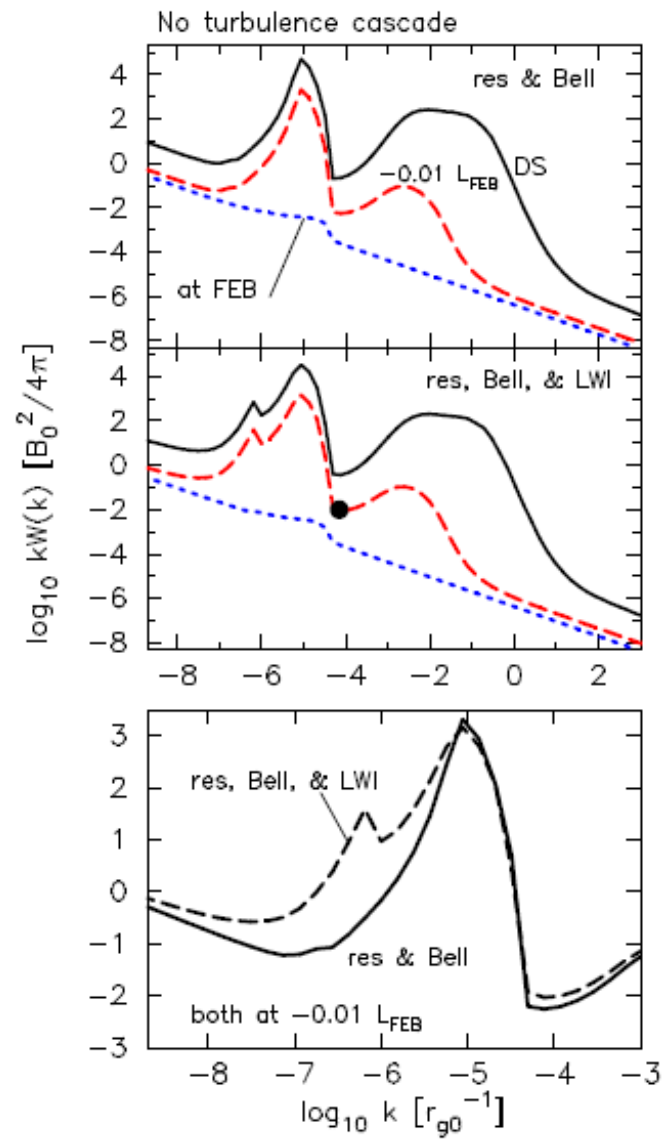 No turbulence cascade
4
2
0
−2
−4
−6
−8
res & Bell
DS
−0.01 L_FEB
at FEB
log₁₀ kW(k) [B₀²/4π]
4
2
0
−2
−4
−6
−8
res, Bell, & LWI
−8 −6 −4 −2 0 2
3
2
1
0
−1
−2
−3
res, Bell, & LWI
res & Bell
both at −0.01 L_FEB
−8 −7 −6 −5 −4 −3
log₁₀ k [r_g0⁻¹]